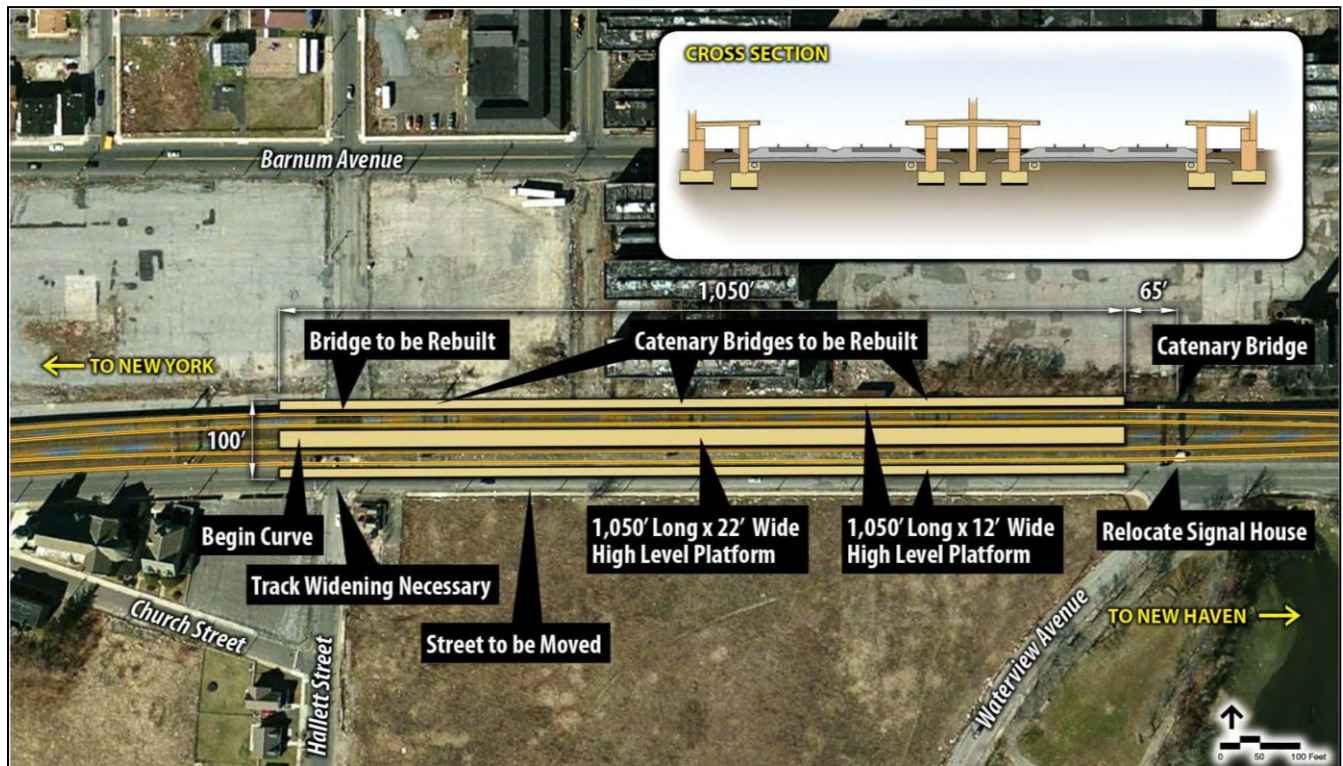 CROSS SECTION
Barnum Avenue
1,050'
65'
Bridge to be Rebuilt
Catenary Bridges to be Rebuilt
Catenary Bridge
TO NEW YORK
100'
Begin Curve
1,050' Long x 22' Wide
High Level Platform
1,050' Long x 12' Wide
High Level Platform
Relocate Signal House
Track Widening Necessary
Church Street
Street to be Moved
TO NEW HAVEN
Hallett Street
Waterview Avenue
0 50 100 Feet